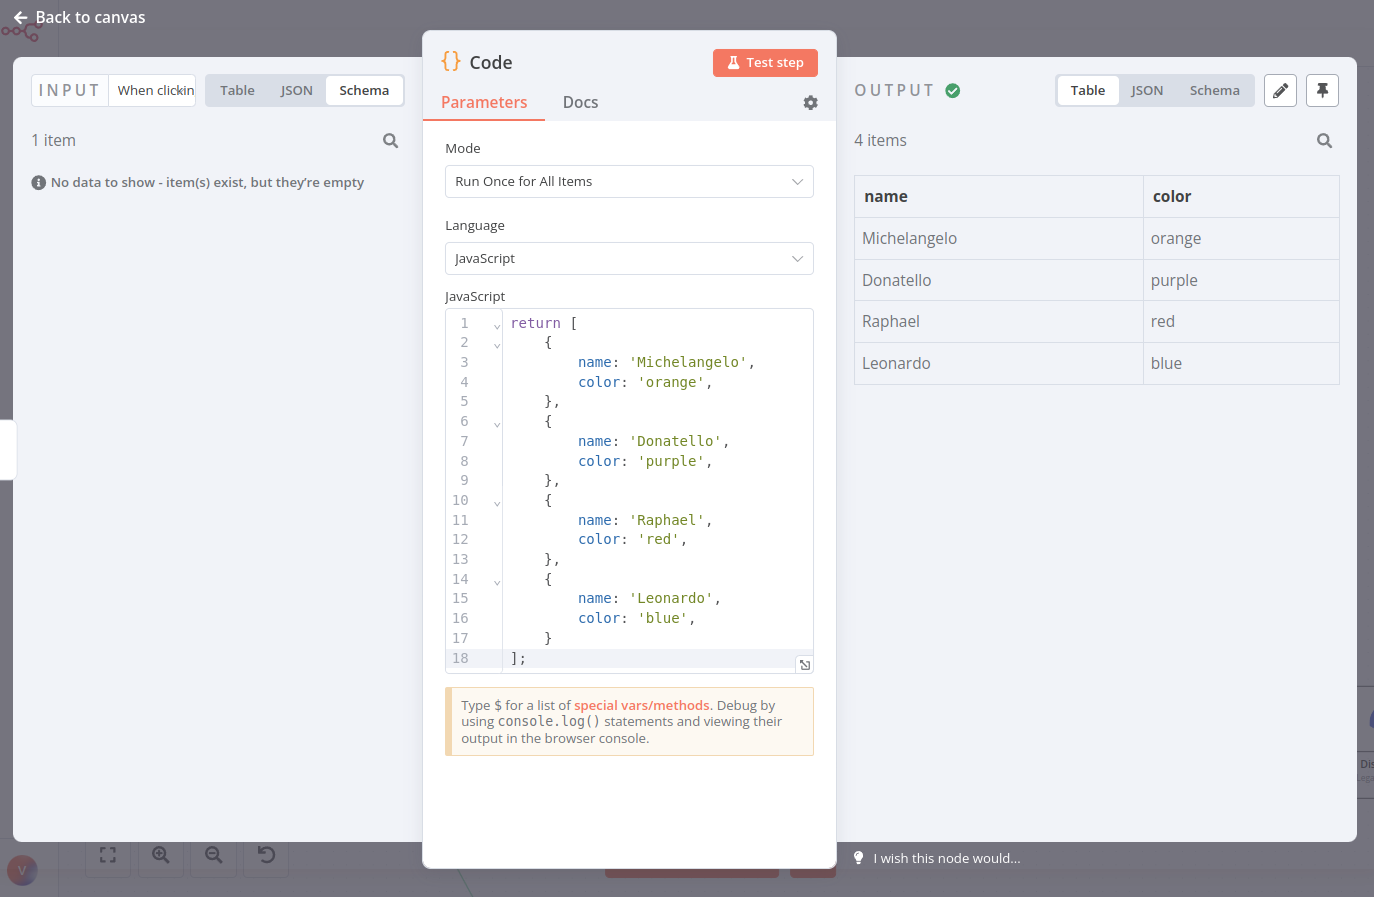 Back to canvas
INPUT
When clickin
Table
JSON
Schema
1 item
No data to show - item(s) exist, but they’re empty
Code
Test step
Parameters
Docs
Mode
Run Once for All Items
Language
JavaScript
JavaScript
1 return [
2     {
3         name: 'Michelangelo',
4         color: 'orange',
5     },
6     {
7         name: 'Donatello',
8         color: 'purple',
9     },
10     {
11         name: 'Raphael',
12         color: 'red',
13     },
14     {
15         name: 'Leonardo',
16         color: 'blue',
17     }
18 ];
Type $ for a list of special vars/methods. Debug by
using console.log() statements and viewing their
output in the browser console.
OUTPUT
Table
JSON
Schema
4 items
name color
Michelangelo orange
Donatello purple
Raphael red
Leonardo blue
I wish this node would...
V
Dis